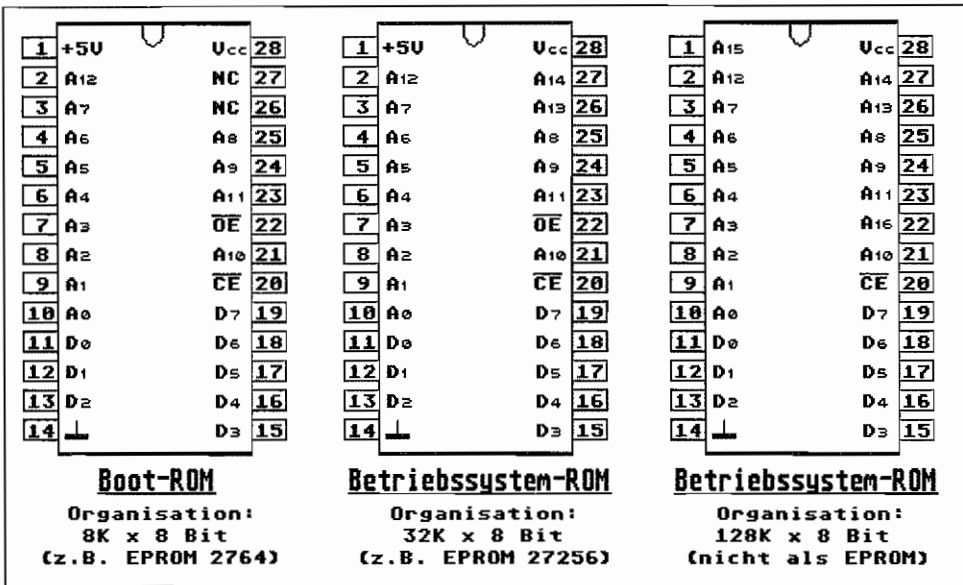 1 +5V Vcc 28 1 +5V Vcc 28 1 A15 Vcc 28
2 A12 NC 27 2 A12 A14 27 2 A12 A14 27
3 A7 NC 26 3 A7 A13 26 3 A7 A13 26
4 A6 A8 25 4 A6 A8 25 4 A6 A8 25
5 A5 A9 24 5 A5 A9 24 5 A5 A9 24
6 A4 A11 23 6 A4 A11 23 6 A4 A11 23
7 A3 OE 22 7 A3 OE 22 7 A3 A16 22
8 A2 A10 21 8 A2 A10 21 8 A2 A10 21
9 A1 CE 20 9 A1 CE 20 9 A1 CE 20
10 A0 D7 19 10 A0 D7 19 10 A0 D7 19
11 D0 D6 18 11 D0 D6 18 11 D0 D6 18
12 D1 D5 17 12 D1 D5 17 12 D1 D5 17
13 D2 D4 16 13 D2 D4 16 13 D2 D4 16
14 D3 15 14 D3 15 14 D3 15
Boot-ROM Betriebssystem-ROM Betriebssystem-ROM
Organisation: Organisation: Organisation:
8K x 8 Bit 32K x 8 Bit 128K x 8 Bit
(z.B. EPROM 2764) (z.B. EPROM 27256) (nicht als EPROM)